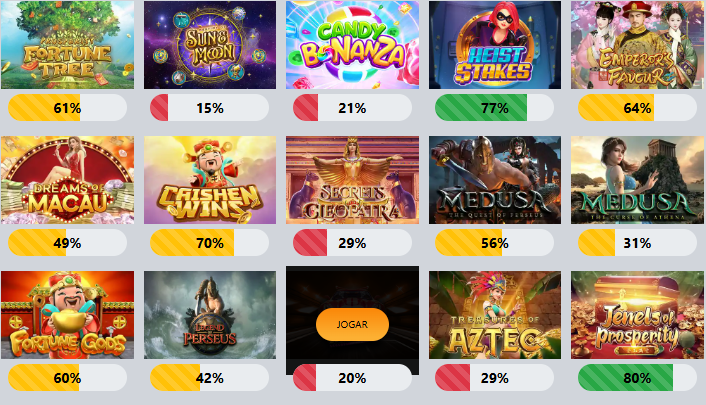 FORTUNE
TREE
SUN &
MOON
CANDY
BONANZA
HEIST
STAKES
EMPEROR'S
FAVOUR
61%
15%
21%
77%
64%
DREAMS OF
MACAU
CAISHEN
WINS
SECRETS
OF
CLEOPATRA
MEDUSA
THE QUEST OF PERSEUS
MEDUSA
THE CURSE OF ATHENA
49%
70%
29%
56%
31%
FORTUNE GODS
LEGEND
OF
PERSEUS
JOGAR
TREASURES OF
AZTEC
Jewels of
Prosperity
60%
42%
20%
29%
80%